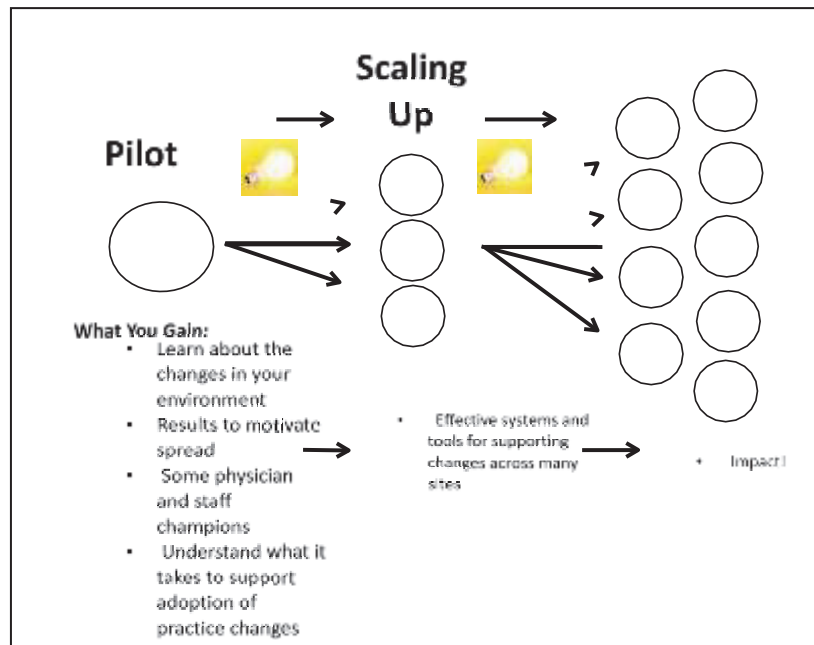 Scaling
Up
Pilot
What You Gain:
• Learn about the
changes in your
environment
• Results to motivate
spread
• Some physician
and staff
champions
• Understand what it
takes to support
adoption of
practice changes
• Effective systems and
tools for supporting
changes across many
sites
• Impact!